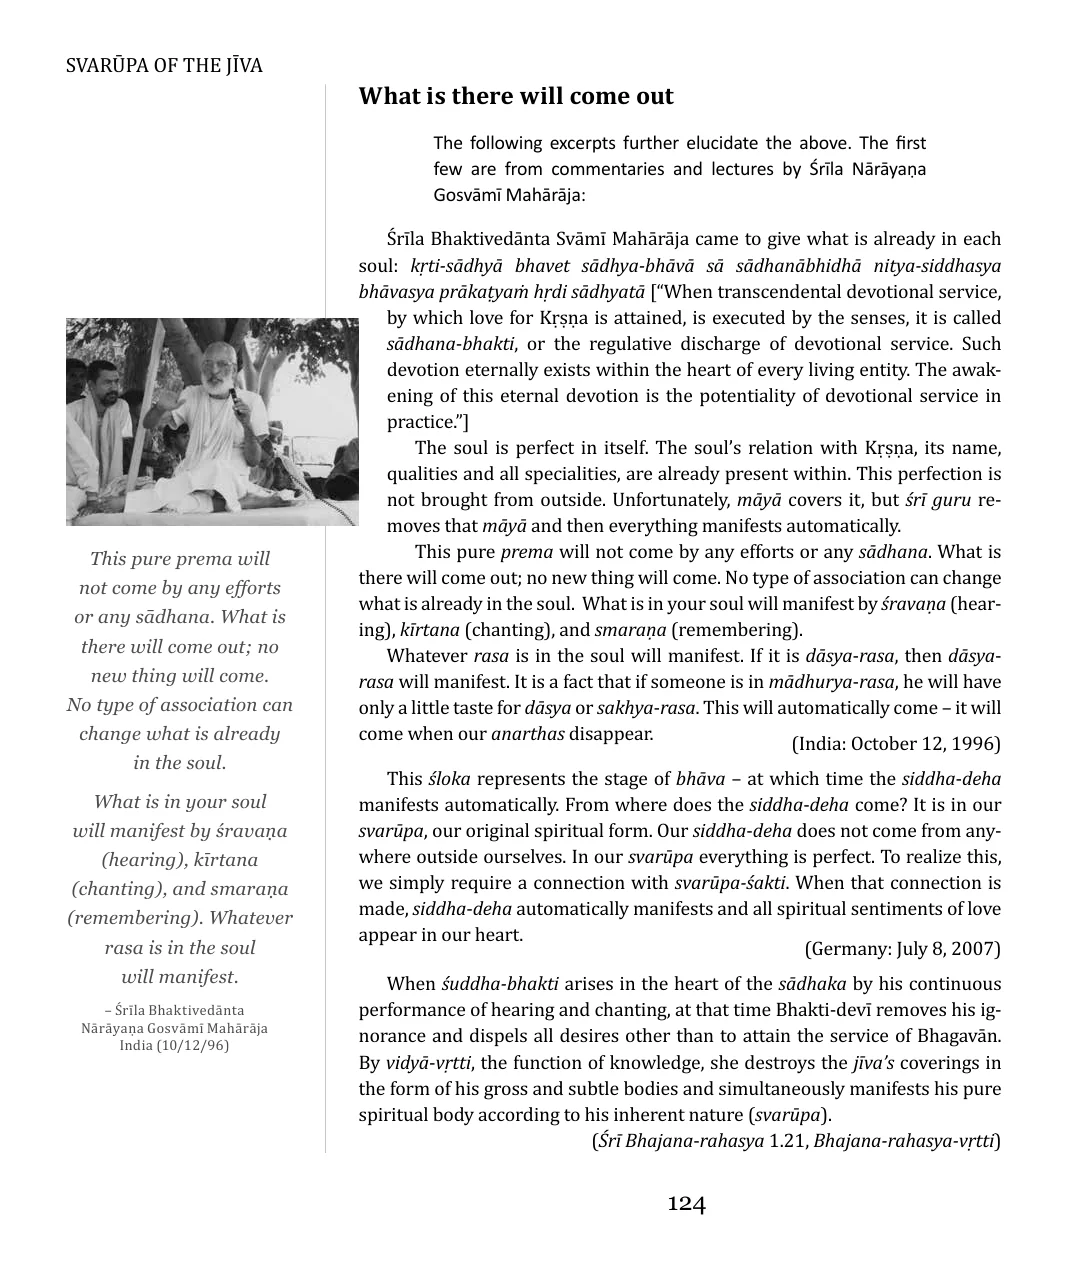 SVARŪPA OF THE JĪVA
What is there will come out
The following excerpts further elucidate the above. The first
few are from commentaries and lectures by Śrīla Nārāyaṇa
Gosvāmī Mahārāja:
Śrīla Bhaktivedānta Svāmī Mahārāja came to give what is already in each
soul: kṛti-sādhyā bhavet sādhya-bhāvā sā sādhanābhidhā nitya-siddhasya
bhāvasya prākaṭyaṁ hṛdi sādhyatā [“When transcendental devotional service,
by which love for Kṛṣṇa is attained, is executed by the senses, it is called
sādhana-bhakti, or the regulative discharge of devotional service. Such
devotion eternally exists within the heart of every living entity. The awak-
ening of this eternal devotion is the potentiality of devotional service in
practice.”]
The soul is perfect in itself. The soul’s relation with Kṛṣṇa, its name,
qualities and all specialities, are already present within. This perfection is
not brought from outside. Unfortunately, māyā covers it, but śrī guru re-
moves that māyā and then everything manifests automatically.
This pure prema will not come by any efforts or any sādhana. What is
there will come out; no new thing will come. No type of association can change
what is already in the soul. What is in your soul will manifest by śravaṇa (hear-
ing), kīrtana (chanting), and smaraṇa (remembering).
Whatever rasa is in the soul will manifest. If it is dāsya-rasa, then dāsya-
rasa will manifest. It is a fact that if someone is in mādhurya-rasa, he will have
only a little taste for dāsya or sakhya-rasa. This will automatically come – it will
come when our anarthas disappear.
(India: October 12, 1996)
This śloka represents the stage of bhāva – at which time the siddha-deha
manifests automatically. From where does the siddha-deha come? It is in our
svarūpa, our original spiritual form. Our siddha-deha does not come from any-
where outside ourselves. In our svarūpa everything is perfect. To realize this,
we simply require a connection with svarūpa-śakti. When that connection is
made, siddha-deha automatically manifests and all spiritual sentiments of love
appear in our heart.
(Germany: July 8, 2007)
When śuddha-bhakti arises in the heart of the sādhaka by his continuous
performance of hearing and chanting, at that time Bhakti-devī removes his ig-
norance and dispels all desires other than to attain the service of Bhagavān.
By vidyā-vṛtti, the function of knowledge, she destroys the jīva’s coverings in
the form of his gross and subtle bodies and simultaneously manifests his pure
spiritual body according to his inherent nature (svarūpa).
(Śrī Bhajana-rahasya 1.21, Bhajana-rahasya-vṛtti)
This pure prema will
not come by any efforts
or any sādhana. What is
there will come out; no
new thing will come.
No type of association can
change what is already
in the soul.
What is in your soul
will manifest by śravaṇa
(hearing), kīrtana
(chanting), and smaraṇa
(remembering). Whatever
rasa is in the soul
will manifest.
– Śrīla Bhaktivedānta
Nārāyaṇa Gosvāmī Mahārāja
India (10/12/96)
124